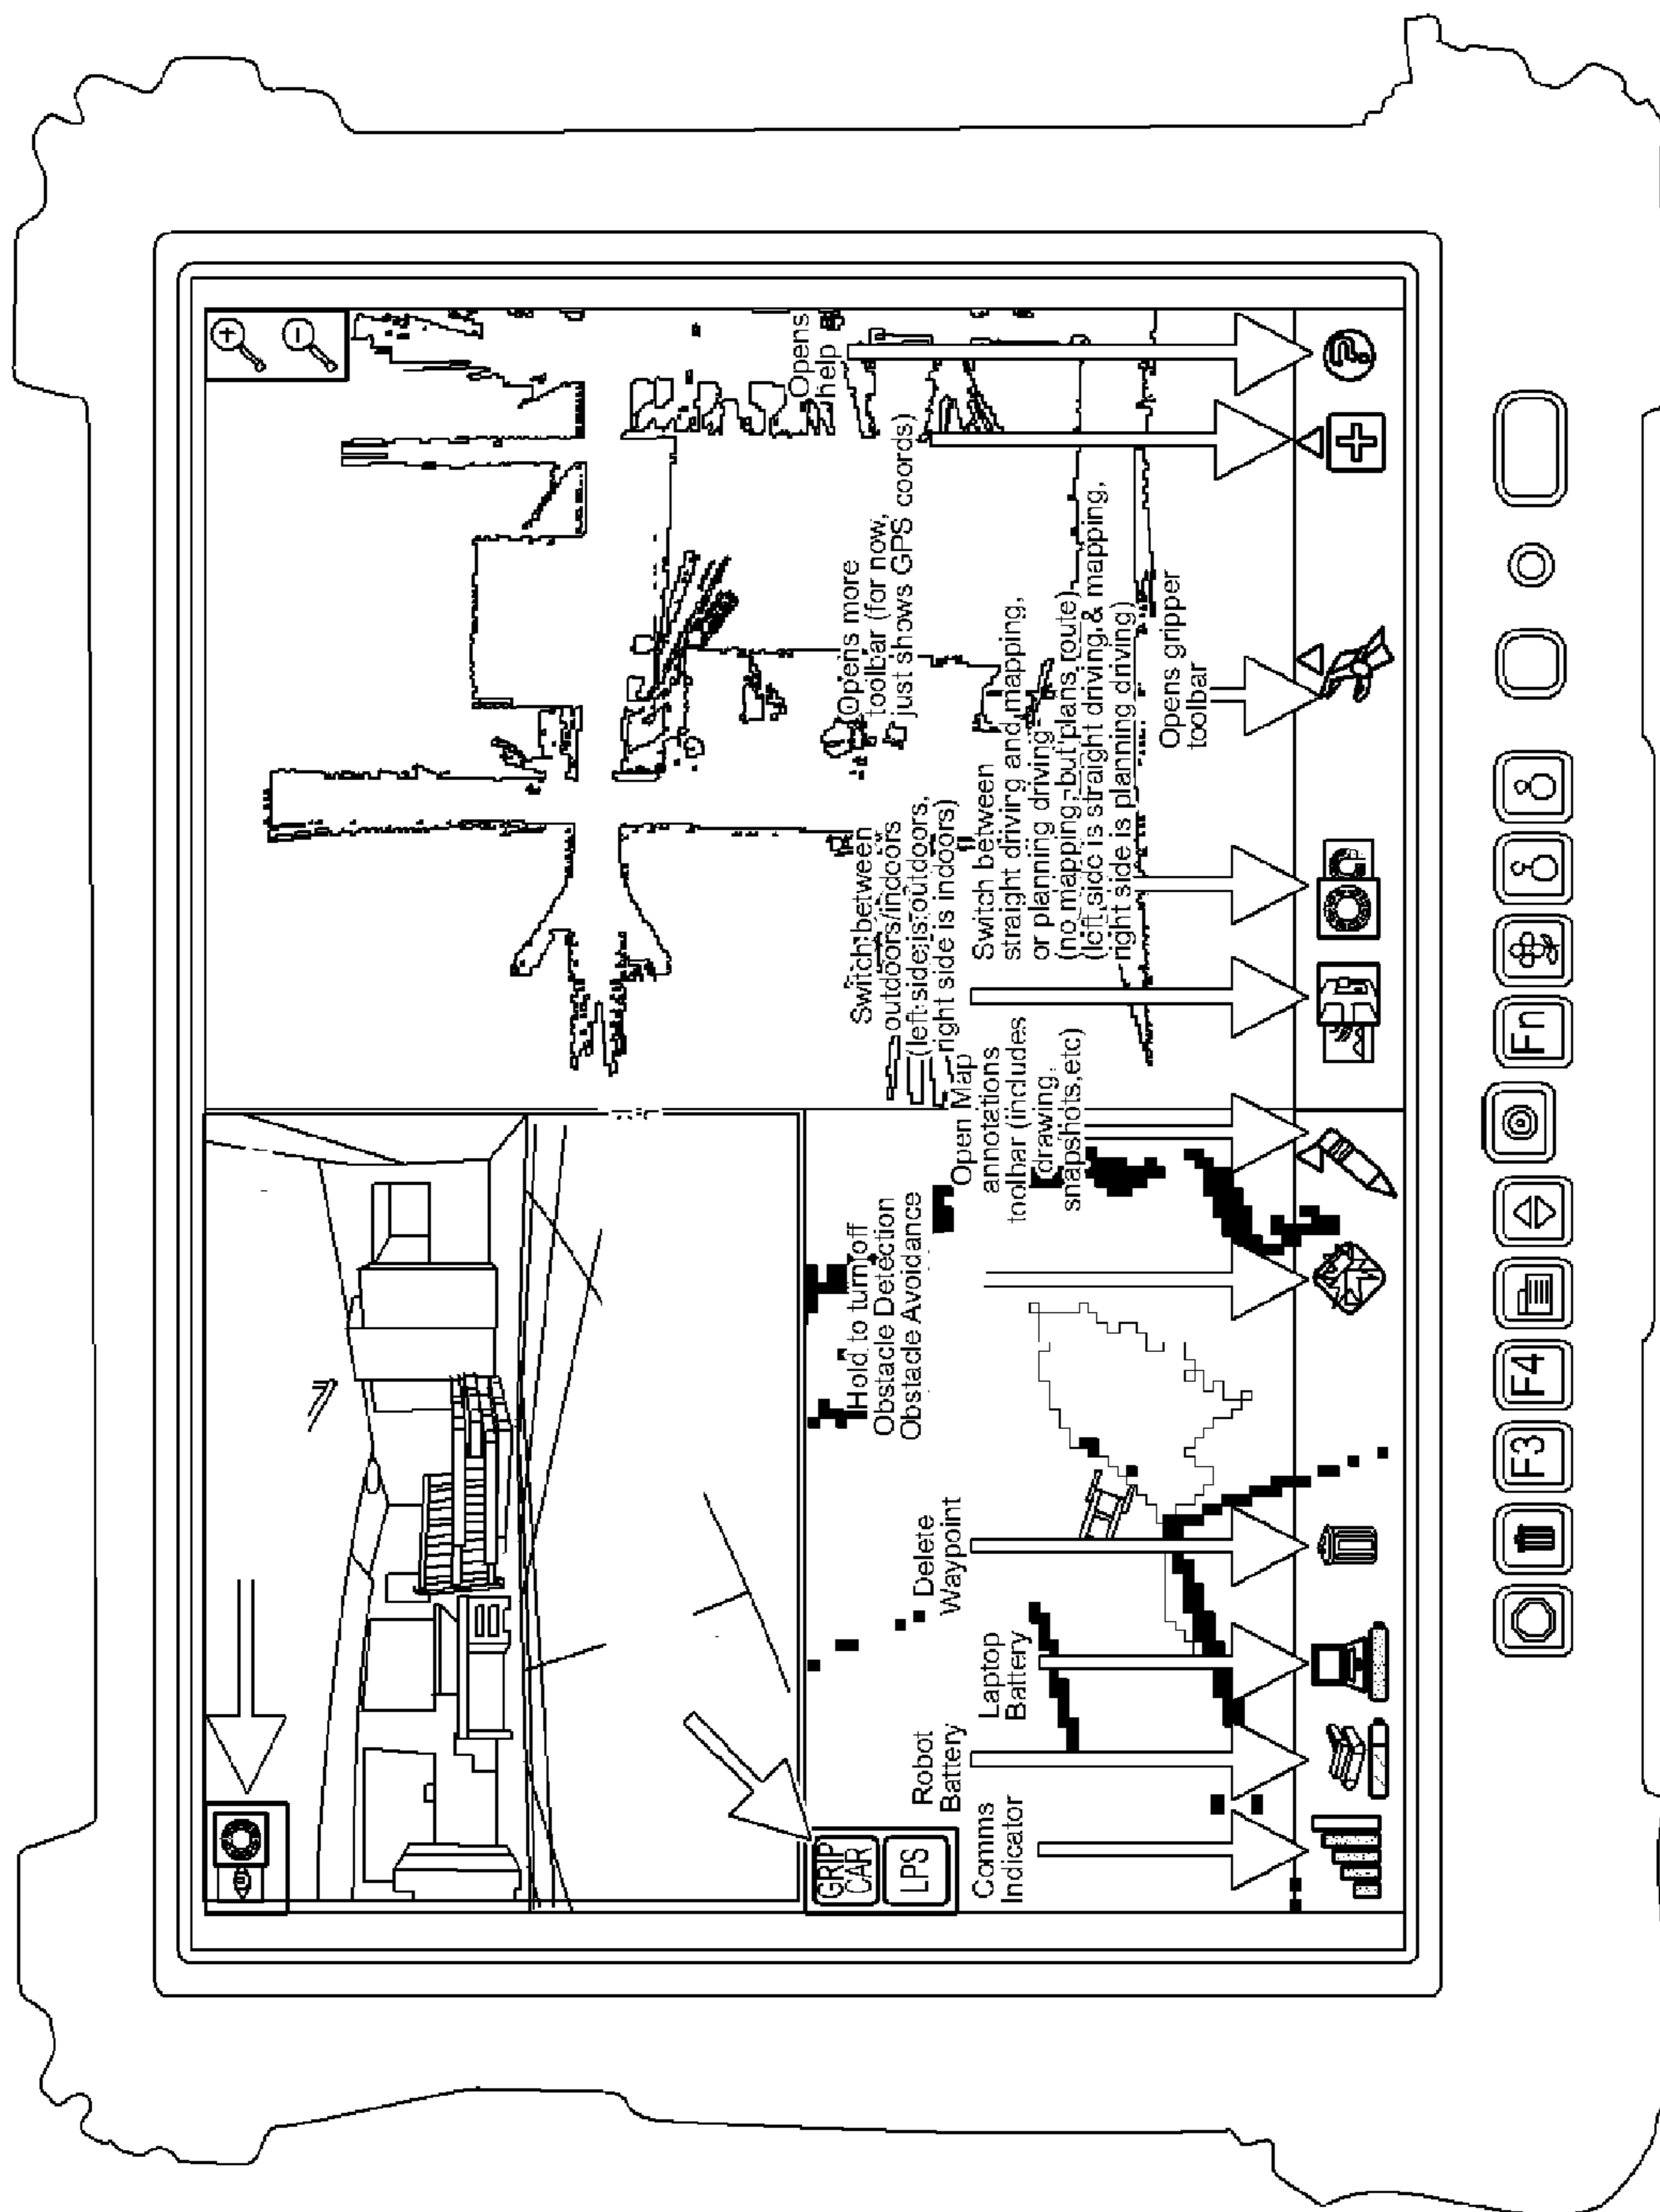 GRIP
CAR
LPS
Comms
Indicator
Robot
Battery
Laptop
Battery
Delete
Waypoint
Hold to turn off
Obstacle Detection
Obstacle Avoidance
Open Map
annotations
toolbar (includes
drawing,
snapshots,etc)
Switch between
outdoors/indoors
(left side is outdoors,
right side is indoors)
Switch between
straight driving and mapping,
or planning driving
(no mapping, but plans route)
(left side is straight driving & mapping,
right side is planning driving)
Opens gripper
toolbar
Opens more
toolbar (for now,
just shows GPS coords)
Opens
help
F3
F4
Fn